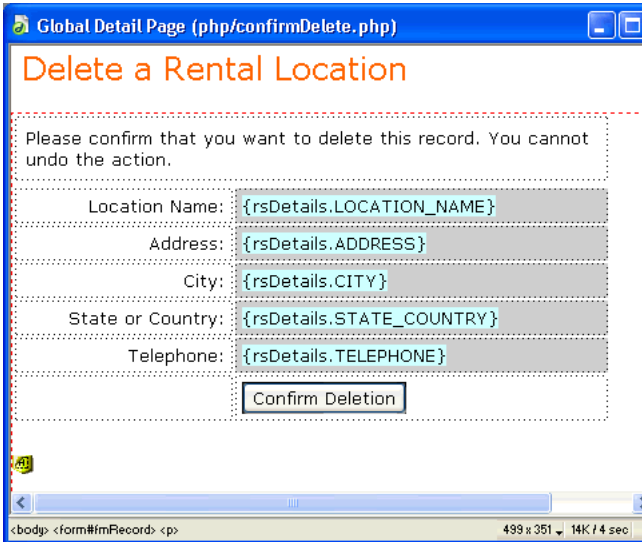 Global Detail Page (php/confirmDelete.php)
Delete a Rental Location
Please confirm that you want to delete this record. You cannot
undo the action.
Location Name: {rsDetails.LOCATION_NAME}
Address: {rsDetails.ADDRESS}
City: {rsDetails.CITY}
State or Country: {rsDetails.STATE_COUNTRY}
Telephone: {rsDetails.TELEPHONE}
Confirm Deletion
<body> <form#fmRecord> <p> 499 x 351 14K / 4 sec